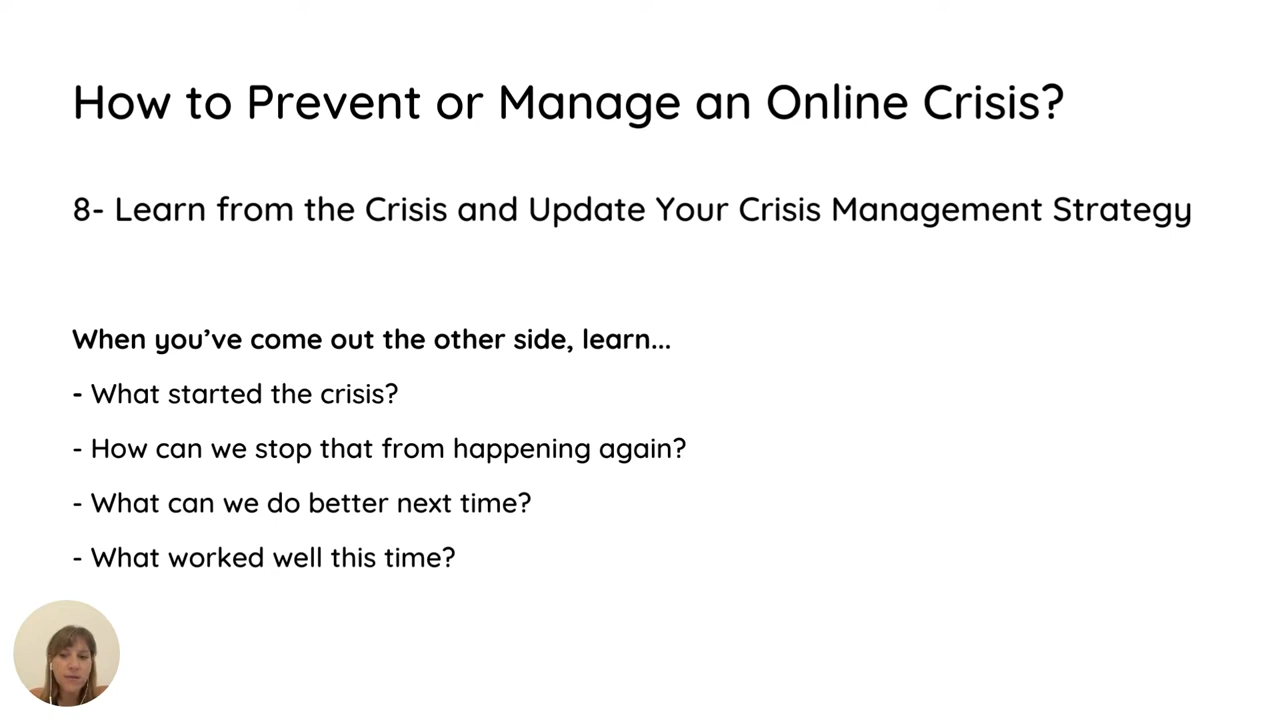 How to Prevent or Manage an Online Crisis?
8- Learn from the Crisis and Update Your Crisis Management Strategy
When you’ve come out the other side, learn...
- What started the crisis?
- How can we stop that from happening again?
- What can we do better next time?
- What worked well this time?